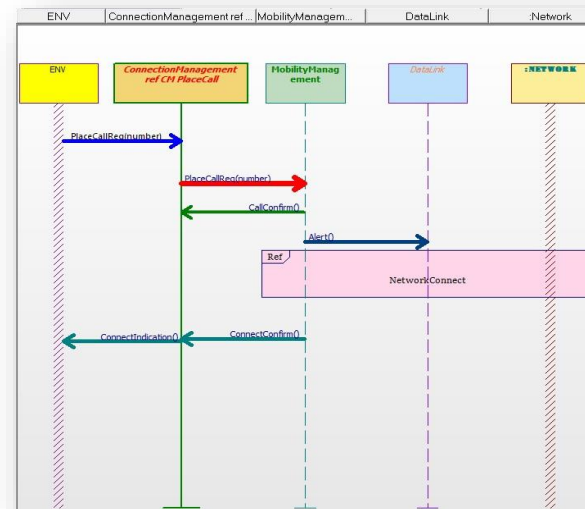 ENV
ConnectionManagement ref ...
MobilityManagem...
DataLink
:Network
ENV
ConnectionManagement
ref CM PlaceCall
MobilityManag
ement
DataLink
:NETWORK
PlaceCallReq(number)
PlaceCallReq(number)
CallConfirm()
Alert()
Ref
NetworkConnect
ConnectConfirm()
ConnectIndication()